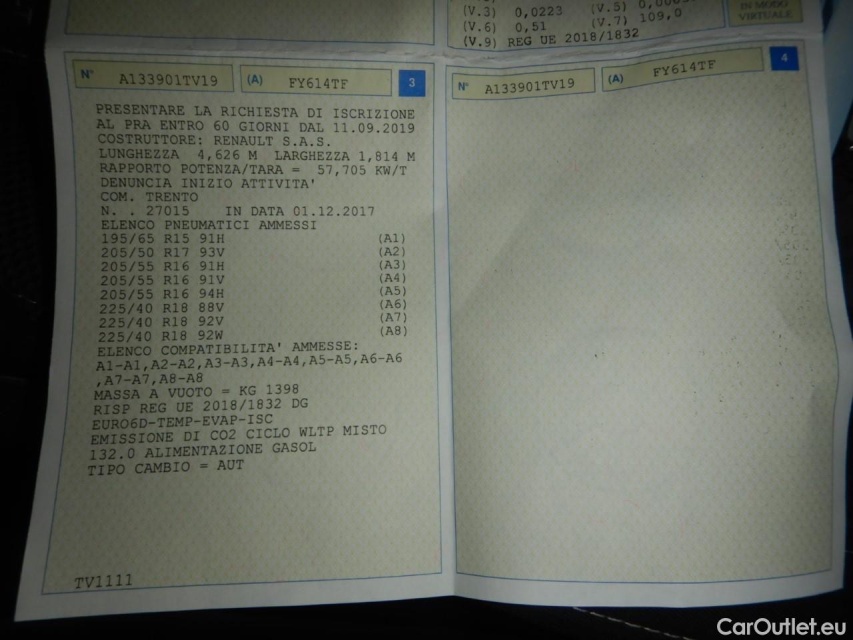 (V.3) 0,0223 (V.5)
(V.6) 0,51 (V.7) 109,0
(V.9) REG UE 2018/1832
IN MODO
VIRTUALE
N° A133901TV19 (A) FY614TF 3
PRESENTARE LA RICHIESTA DI ISCRIZIONE
AL PRA ENTRO 60 GIORNI DAL 11.09.2019
COSTRUTTORE: RENAULT S.A.S.
LUNGHEZZA 4,626 M LARGHEZZA 1,814 M
RAPPORTO POTENZA/TARA = 57,705 KW/T
DENUNCIA INIZIO ATTIVITA'
COM. TRENTO
N. . 27015 IN DATA 01.12.2017
ELENCO PNEUMATICI AMMESSI
195/65 R15 91H (A1)
205/50 R17 93V (A2)
205/55 R16 91H (A3)
205/55 R16 91V (A4)
205/55 R16 94H (A5)
225/40 R18 88V (A6)
225/40 R18 92V (A7)
225/40 R18 92W (A8)
ELENCO COMPATIBILITA' AMMESSE:
A1-A1,A2-A2,A3-A3,A4-A4,A5-A5,A6-A6
,A7-A7,A8-A8
MASSA A VUOTO = KG 1398
RISP REG UE 2018/1832 DG
EURO6D-TEMP-EVAP-ISC
EMISSIONE DI CO2 CICLO WLTP MISTO
132.0 ALIMENTAZIONE GASOL
TIPO CAMBIO = AUT
TV1111
N° A133901TV19 (A) FY614TF 4
CarOutlet.eu